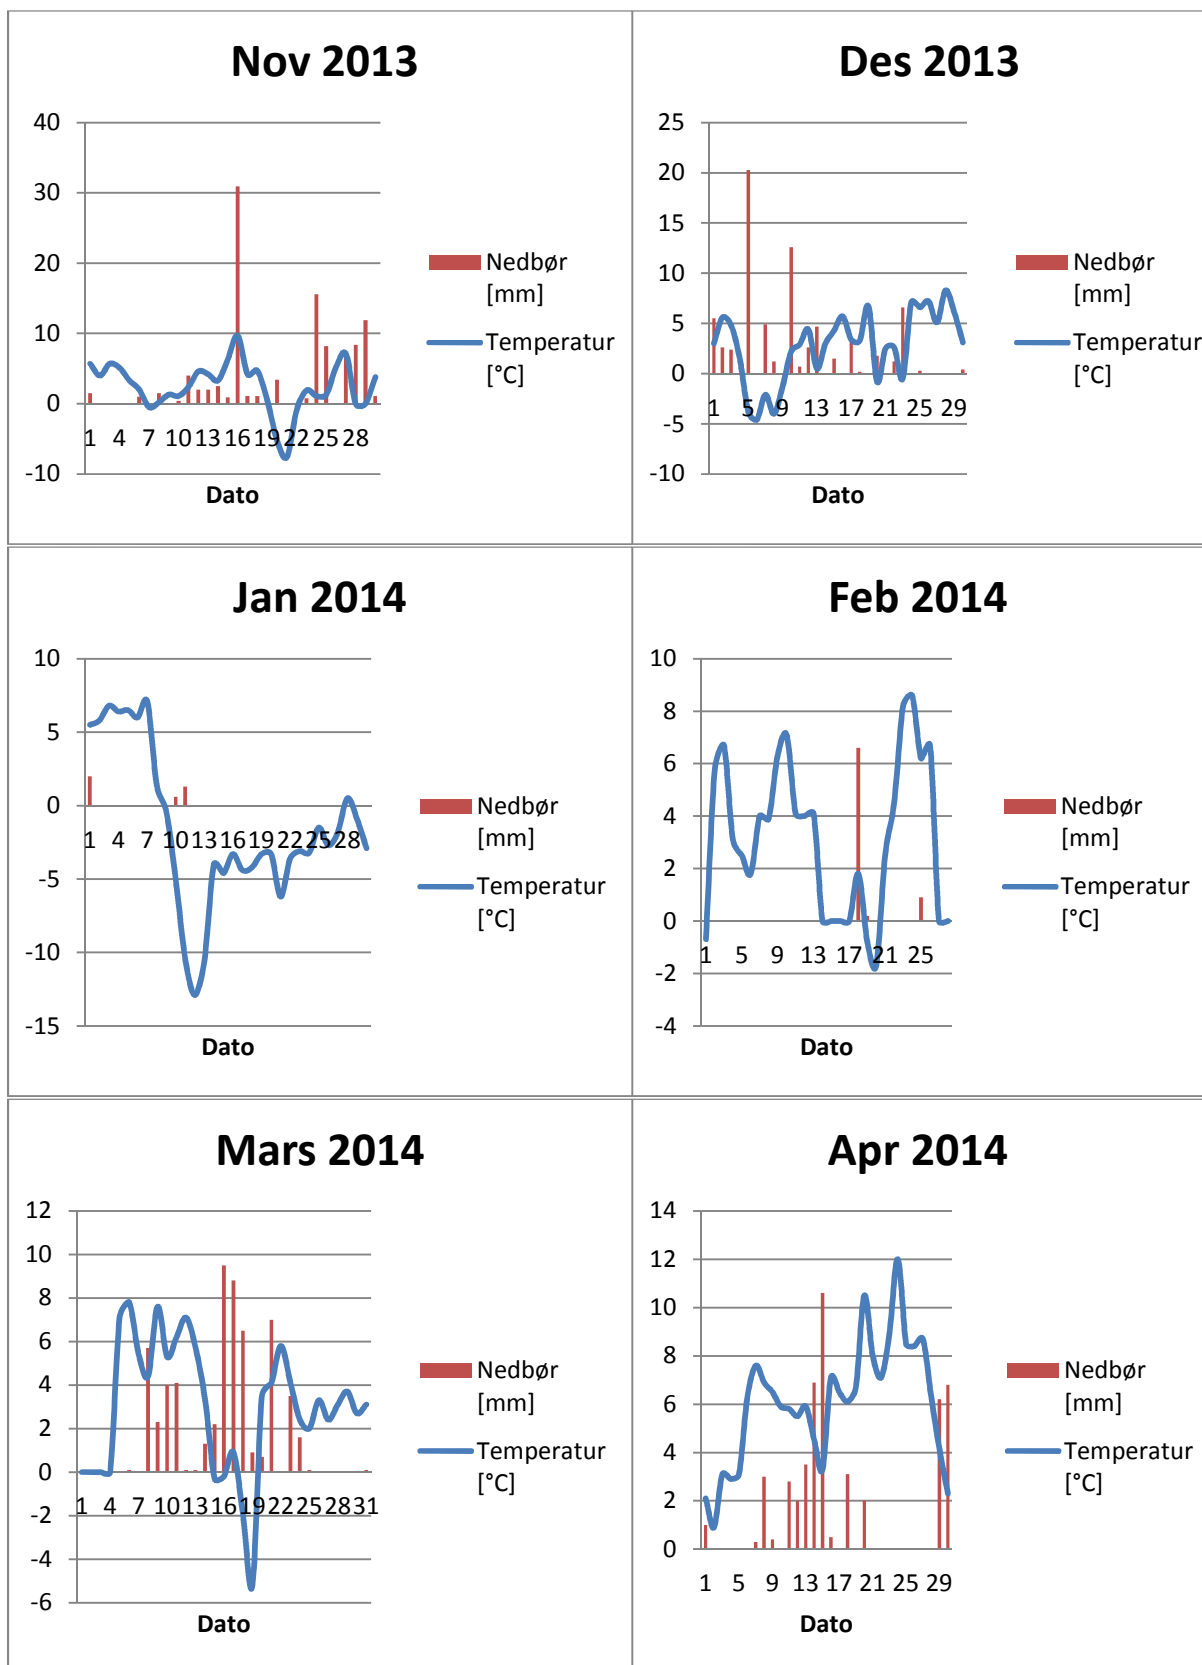 Nov 2013
40
30
20
10
0
-10
1 4 7 10 13 16 19 22 25 28
Dato
Nedbør
[mm]
Temperatur
[°C]
Des 2013
25
20
15
10
5
0
-5
-10
1 5 9 13 17 21 25 29
Dato
Nedbør
[mm]
Temperatur
[°C]
Jan 2014
10
5
0
-5
-10
-15
1 4 7 10 13 16 19 22 25 28
Dato
Nedbør
[mm]
Temperatur
[°C]
Feb 2014
10
8
6
4
2
0
-2
-4
1 5 9 13 17 21 25
Dato
Nedbør
[mm]
Temperatur
[°C]
Mars 2014
12
10
8
6
4
2
0
-2
-4
-6
1 4 7 10 13 16 19 22 25 28 31
Dato
Nedbør
[mm]
Temperatur
[°C]
Apr 2014
14
12
10
8
6
4
2
0
1 5 9 13 17 21 25 29
Dato
Nedbør
[mm]
Temperatur
[°C]